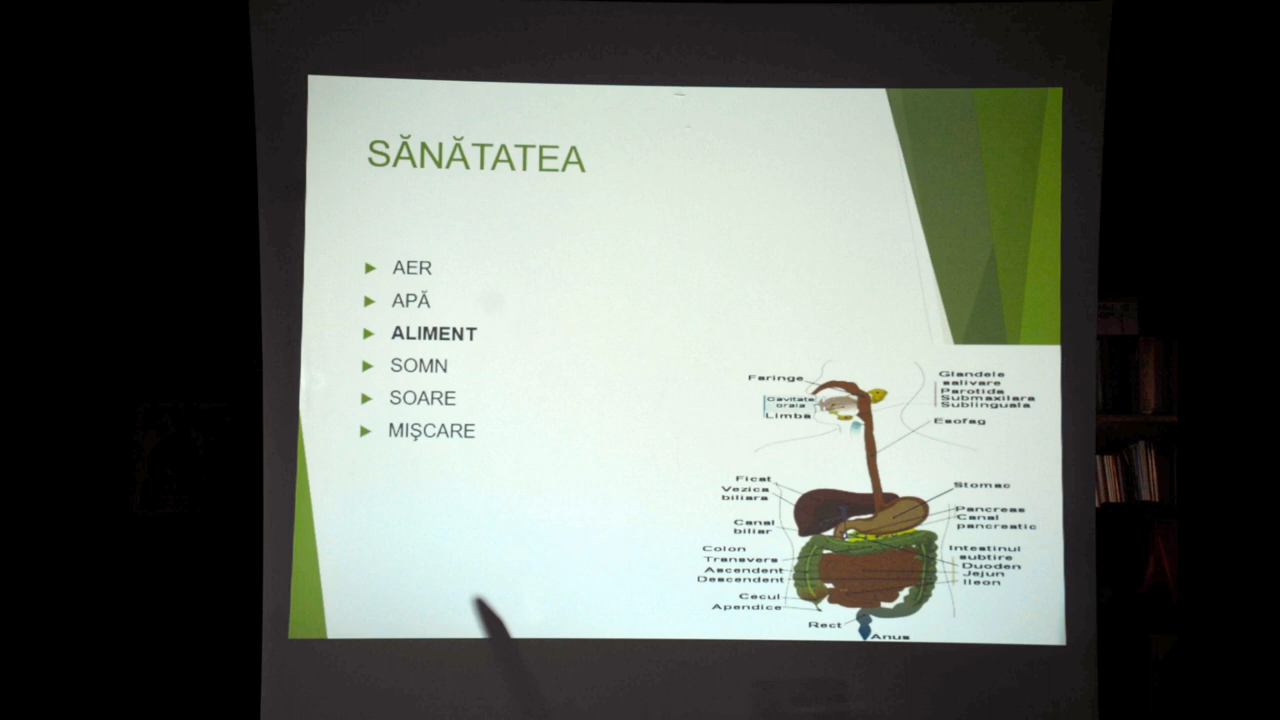 SĂNĂTATEA
AER
APĂ
ALIMENT
SOMN
SOARE
MIŞCARE
Faringe
Cavitate
orala
Limba
Glandele
salivare
Parotida
Submaxilara
Sublinguala
Esofag
Ficat
Vezica
biliara
Canal
biliar
Stomac
Pancreas
Canal
pancreatic
Colon
Transvers
Ascendent
Descendent
Cecul
Apendice
Intestinul
subtire
Duoden
Jejun
Ileon
Rect
Anus